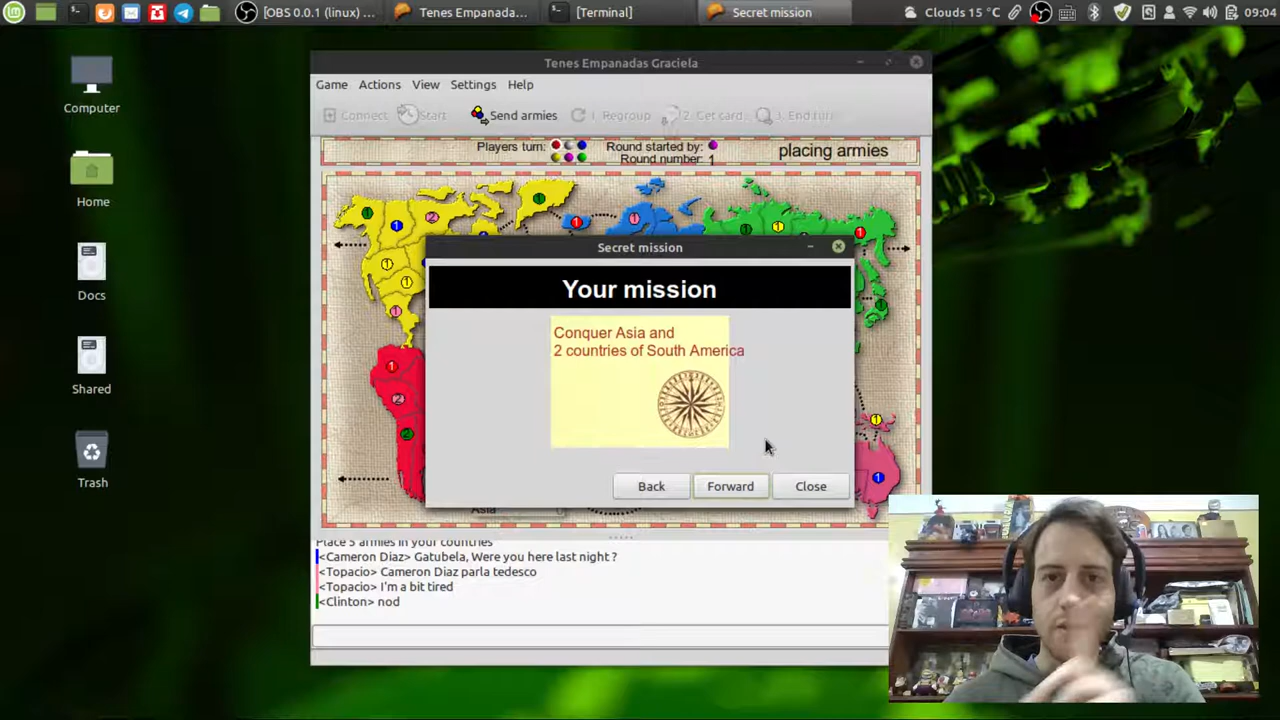 [OBS 0.0.1 (linux) ...
Tenes Empanada...
[Terminal]
Secret mission
Clouds 15 °C
09:04
Computer
Home
Docs
Shared
Trash
Tenes Empanadas Graciela
Game Actions View Settings Help
Connect Start Send armies 1. Regroup 2. Get card 3. End turn
Players turn: Round started by:
Round number: 1
placing armies
Secret mission
Your mission
Conquer Asia and
2 countries of South America
Back Forward Close
Asia 0
Place 5 armies in your countries
<Cameron Diaz> Gatubela, Were you here last night ?
<Topacio> Cameron Diaz parla tedesco
<Topacio> I'm a bit tired
<Clinton> nod